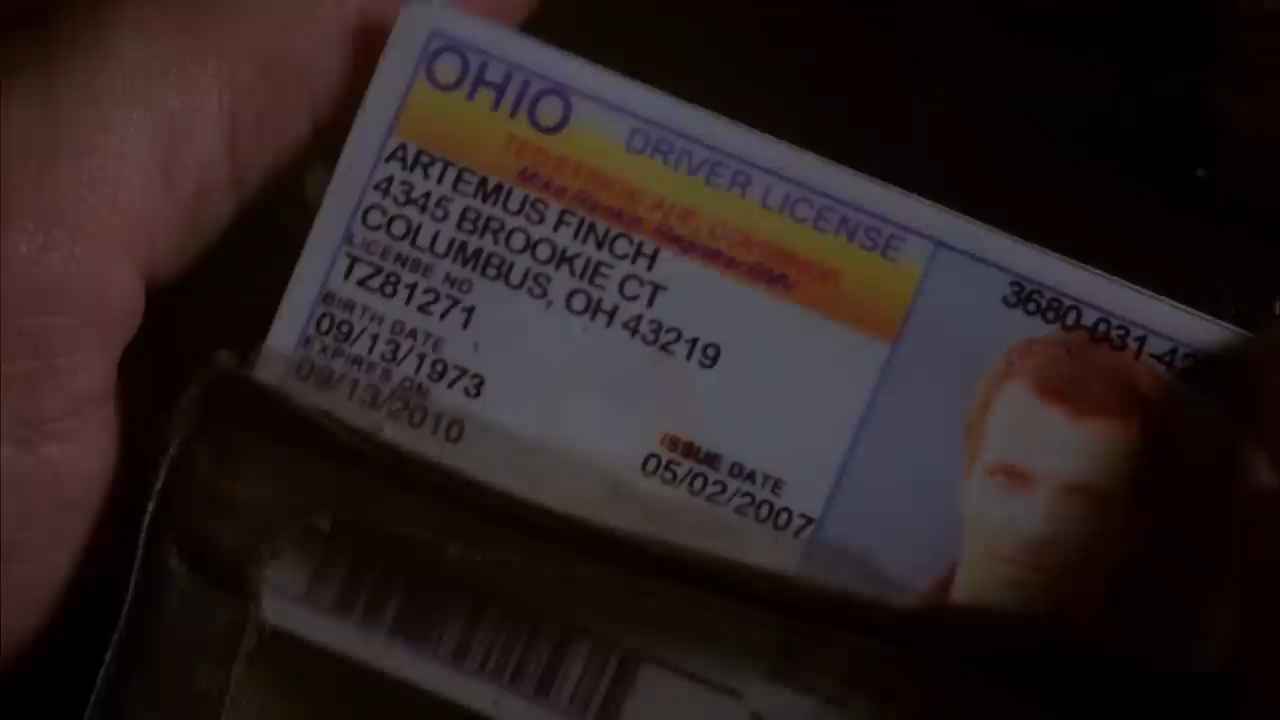 OHIO
DRIVER LICENSE
ARTEMUS FINCH
4345 BROOKIE CT
COLUMBUS, OH 43219
LICENSE NO
TZ81271
BIRTH DATE
09/13/1973
EXPIRES ON
09/13/2010
ISSUE DATE
05/02/2007
3680-031-42